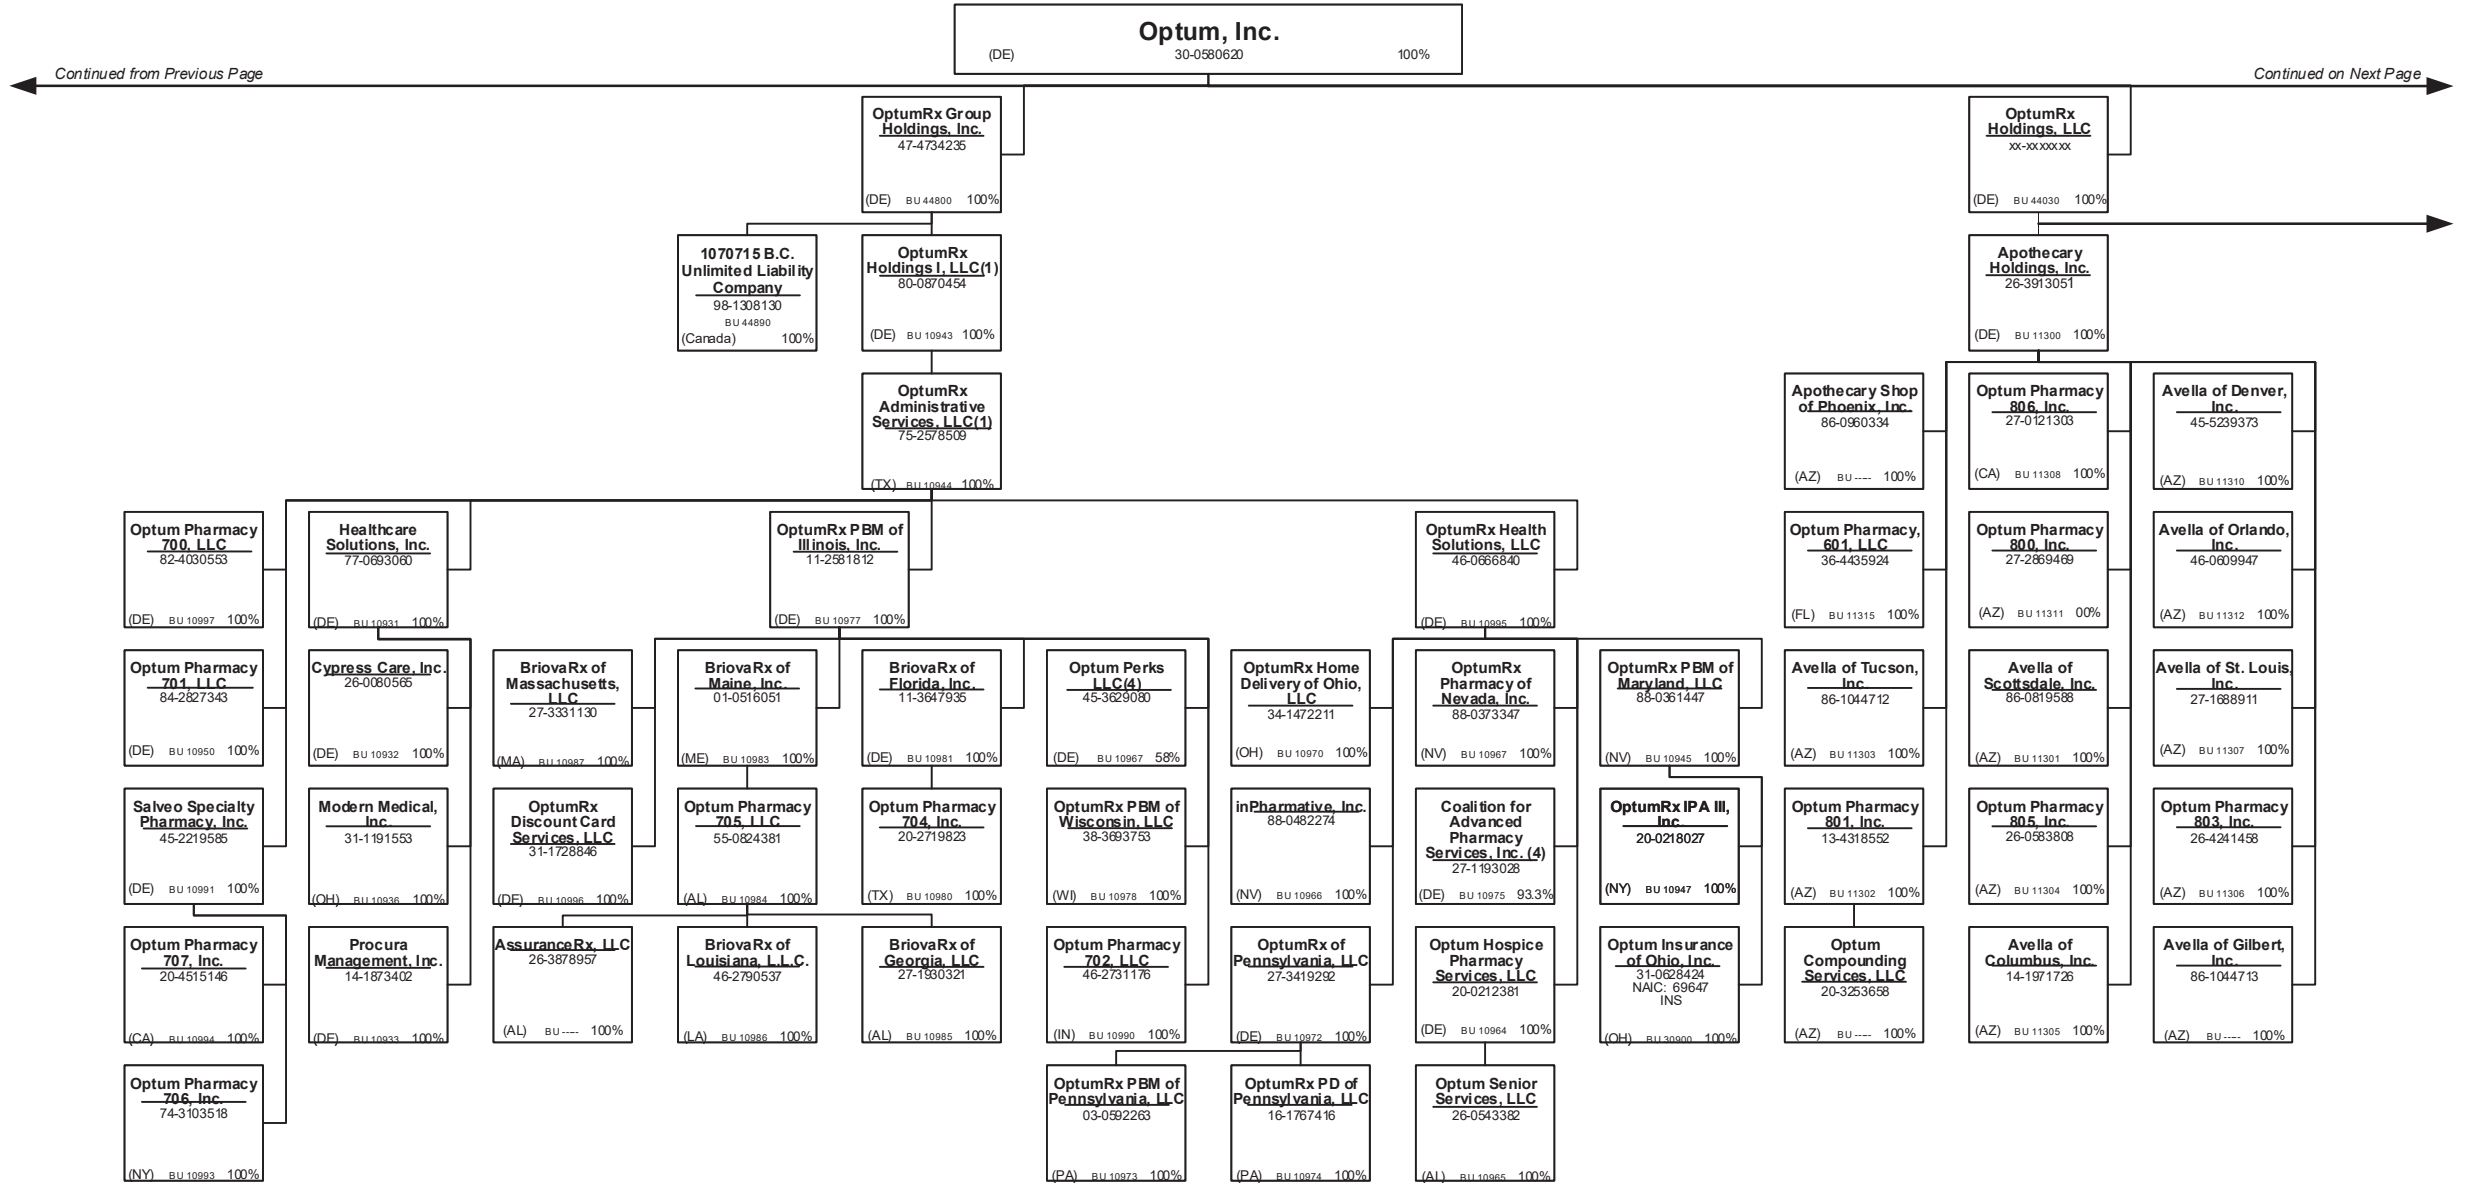 Optum, Inc.
(DE) 30-0580620 100%
Continued from Previous Page
Continued on Next Page
OptumRx Group
Holdings, Inc.
47-4734235
(DE) BU 44800 100%
OptumRx
Holdings, LLC
xx-xxxxxxx
(DE) BU 44030 100%
1070715 B.C.
Unlimited Liability
Company
98-1308130
BU 44890
(Canada) 100%
OptumRx
Holdings I, LLC(1)
80-0870454
(DE) BU 10943 100%
Apothecary
Holdings, Inc.
26-3913051
(DE) BU 11300 100%
OptumRx
Administrative
Services, LLC(1)
75-2578509
(TX) BU 10944 100%
Apothecary Shop
of Phoenix, Inc.
86-0960334
(AZ) BU ----- 100%
Optum Pharmacy
806, Inc.
27-0121303
(CA) BU 11308 100%
Avella of Denver,
Inc.
45-5239373
(AZ) BU 11310 100%
Optum Pharmacy
700, LLC
82-4030553
(DE) BU 10997 100%
Healthcare
Solutions, Inc.
77-0693060
(DE) BU 10931 100%
OptumRx PBM of
Illinois, Inc.
11-2581812
(DE) BU 10977 100%
OptumRx Health
Solutions, LLC
46-0666840
(DE) BU 10995 100%
Optum Pharmacy,
601, LLC
36-4435924
(FL) BU 11315 100%
Optum Pharmacy
800, Inc.
27-2869469
(AZ) BU 11311 00%
Avella of Orlando,
Inc.
46-0609947
(AZ) BU 11312 100%
Optum Pharmacy
701, LLC
84-2827343
(DE) BU 10950 100%
Cypress Care, Inc.
26-0080565
(DE) BU 10932 100%
BriovaRx of
Massachusetts,
LLC
27-3331130
(MA) BU 10987 100%
BriovaRx of
Maine, Inc.
01-0516051
(ME) BU 10983 100%
BriovaRx of
Florida, Inc.
11-3647935
(DE) BU 10981 100%
Optum Perks
LLC(4)
45-3629080
(DE) BU 10967 58%
OptumRx Home
Delivery of Ohio,
LLC
34-1472211
(OH) BU 10970 100%
OptumRx
Pharmacy of
Nevada, Inc.
88-0373347
(NV) BU 10967 100%
OptumRx PBM of
Maryland, LLC
88-0361447
(NV) BU 10945 100%
Avella of Tucson,
Inc.
86-1044712
(AZ) BU 11303 100%
Avella of
Scottsdale, Inc.
86-0819588
(AZ) BU 11301 100%
Avella of St. Louis,
Inc.
27-1688911
(AZ) BU 11307 100%
Salveo Specialty
Pharmacy, Inc.
45-2219585
(DE) BU 10991 100%
Modern Medical,
Inc.
31-1191553
(OH) BU 10936 100%
OptumRx
Discount Card
Services, LLC
31-1728846
(DE) BU 10996 100%
Optum Pharmacy
705, LLC
55-0824381
(AL) BU 10984 100%
Optum Pharmacy
704, Inc.
20-2719823
(TX) BU 10980 100%
OptumRx PBM of
Wisconsin, LLC
38-3693753
(WI) BU 10978 100%
inPharmative, Inc.
88-0482274
(NV) BU 10966 100%
Coalition for
Advanced
Pharmacy
Services, Inc. (4)
27-1193028
(DE) BU 10975 93.3%
OptumRx IPA III,
Inc.
20-0218027
(NY) BU 10947 100%
Optum Pharmacy
801, Inc.
13-4318552
(AZ) BU 11302 100%
Optum Pharmacy
805, Inc.
26-0583808
(AZ) BU 11304 100%
Optum Pharmacy
803, Inc.
26-4241458
(AZ) BU 11306 100%
Optum Pharmacy
707, Inc.
20-4515146
(CA) BU 10994 100%
Procura
Management, Inc.
14-1873402
(DE) BU 10933 100%
AssuranceRx, LLC
26-3878957
(AL) BU ----- 100%
BriovaRx of
Louisiana, L.L.C.
46-2790537
(LA) BU 10986 100%
BriovaRx of
Georgia, LLC
27-1930321
(AL) BU 10985 100%
Optum Pharmacy
702, LLC
46-2731176
(IN) BU 10990 100%
OptumRx of
Pennsylvania, LLC
27-3419292
(DE) BU 10972 100%
Optum Hospice
Pharmacy
Services, LLC
20-0212381
(DE) BU 10964 100%
Optum Insurance
of Ohio, Inc.
31-0628424
NAIC: 69647
INS
(OH) BU 30900 100%
Optum
Compounding
Services, LLC
20-3253658
(AZ) BU ----- 100%
Avella of
Columbus, Inc.
14-1971726
(AZ) BU 11305 100%
Avella of Gilbert,
Inc.
86-1044713
(AZ) BU ----- 100%
Optum Pharmacy
706, Inc.
74-3103518
(NY) BU 10993 100%
OptumRx PBM of
Pennsylvania, LLC
03-0592263
(PA) BU 10973 100%
OptumRx PD of
Pennsylvania, LLC
16-1767416
(PA) BU 10974 100%
Optum Senior
Services, LLC
26-0543382
(AL) BU 10965 100%